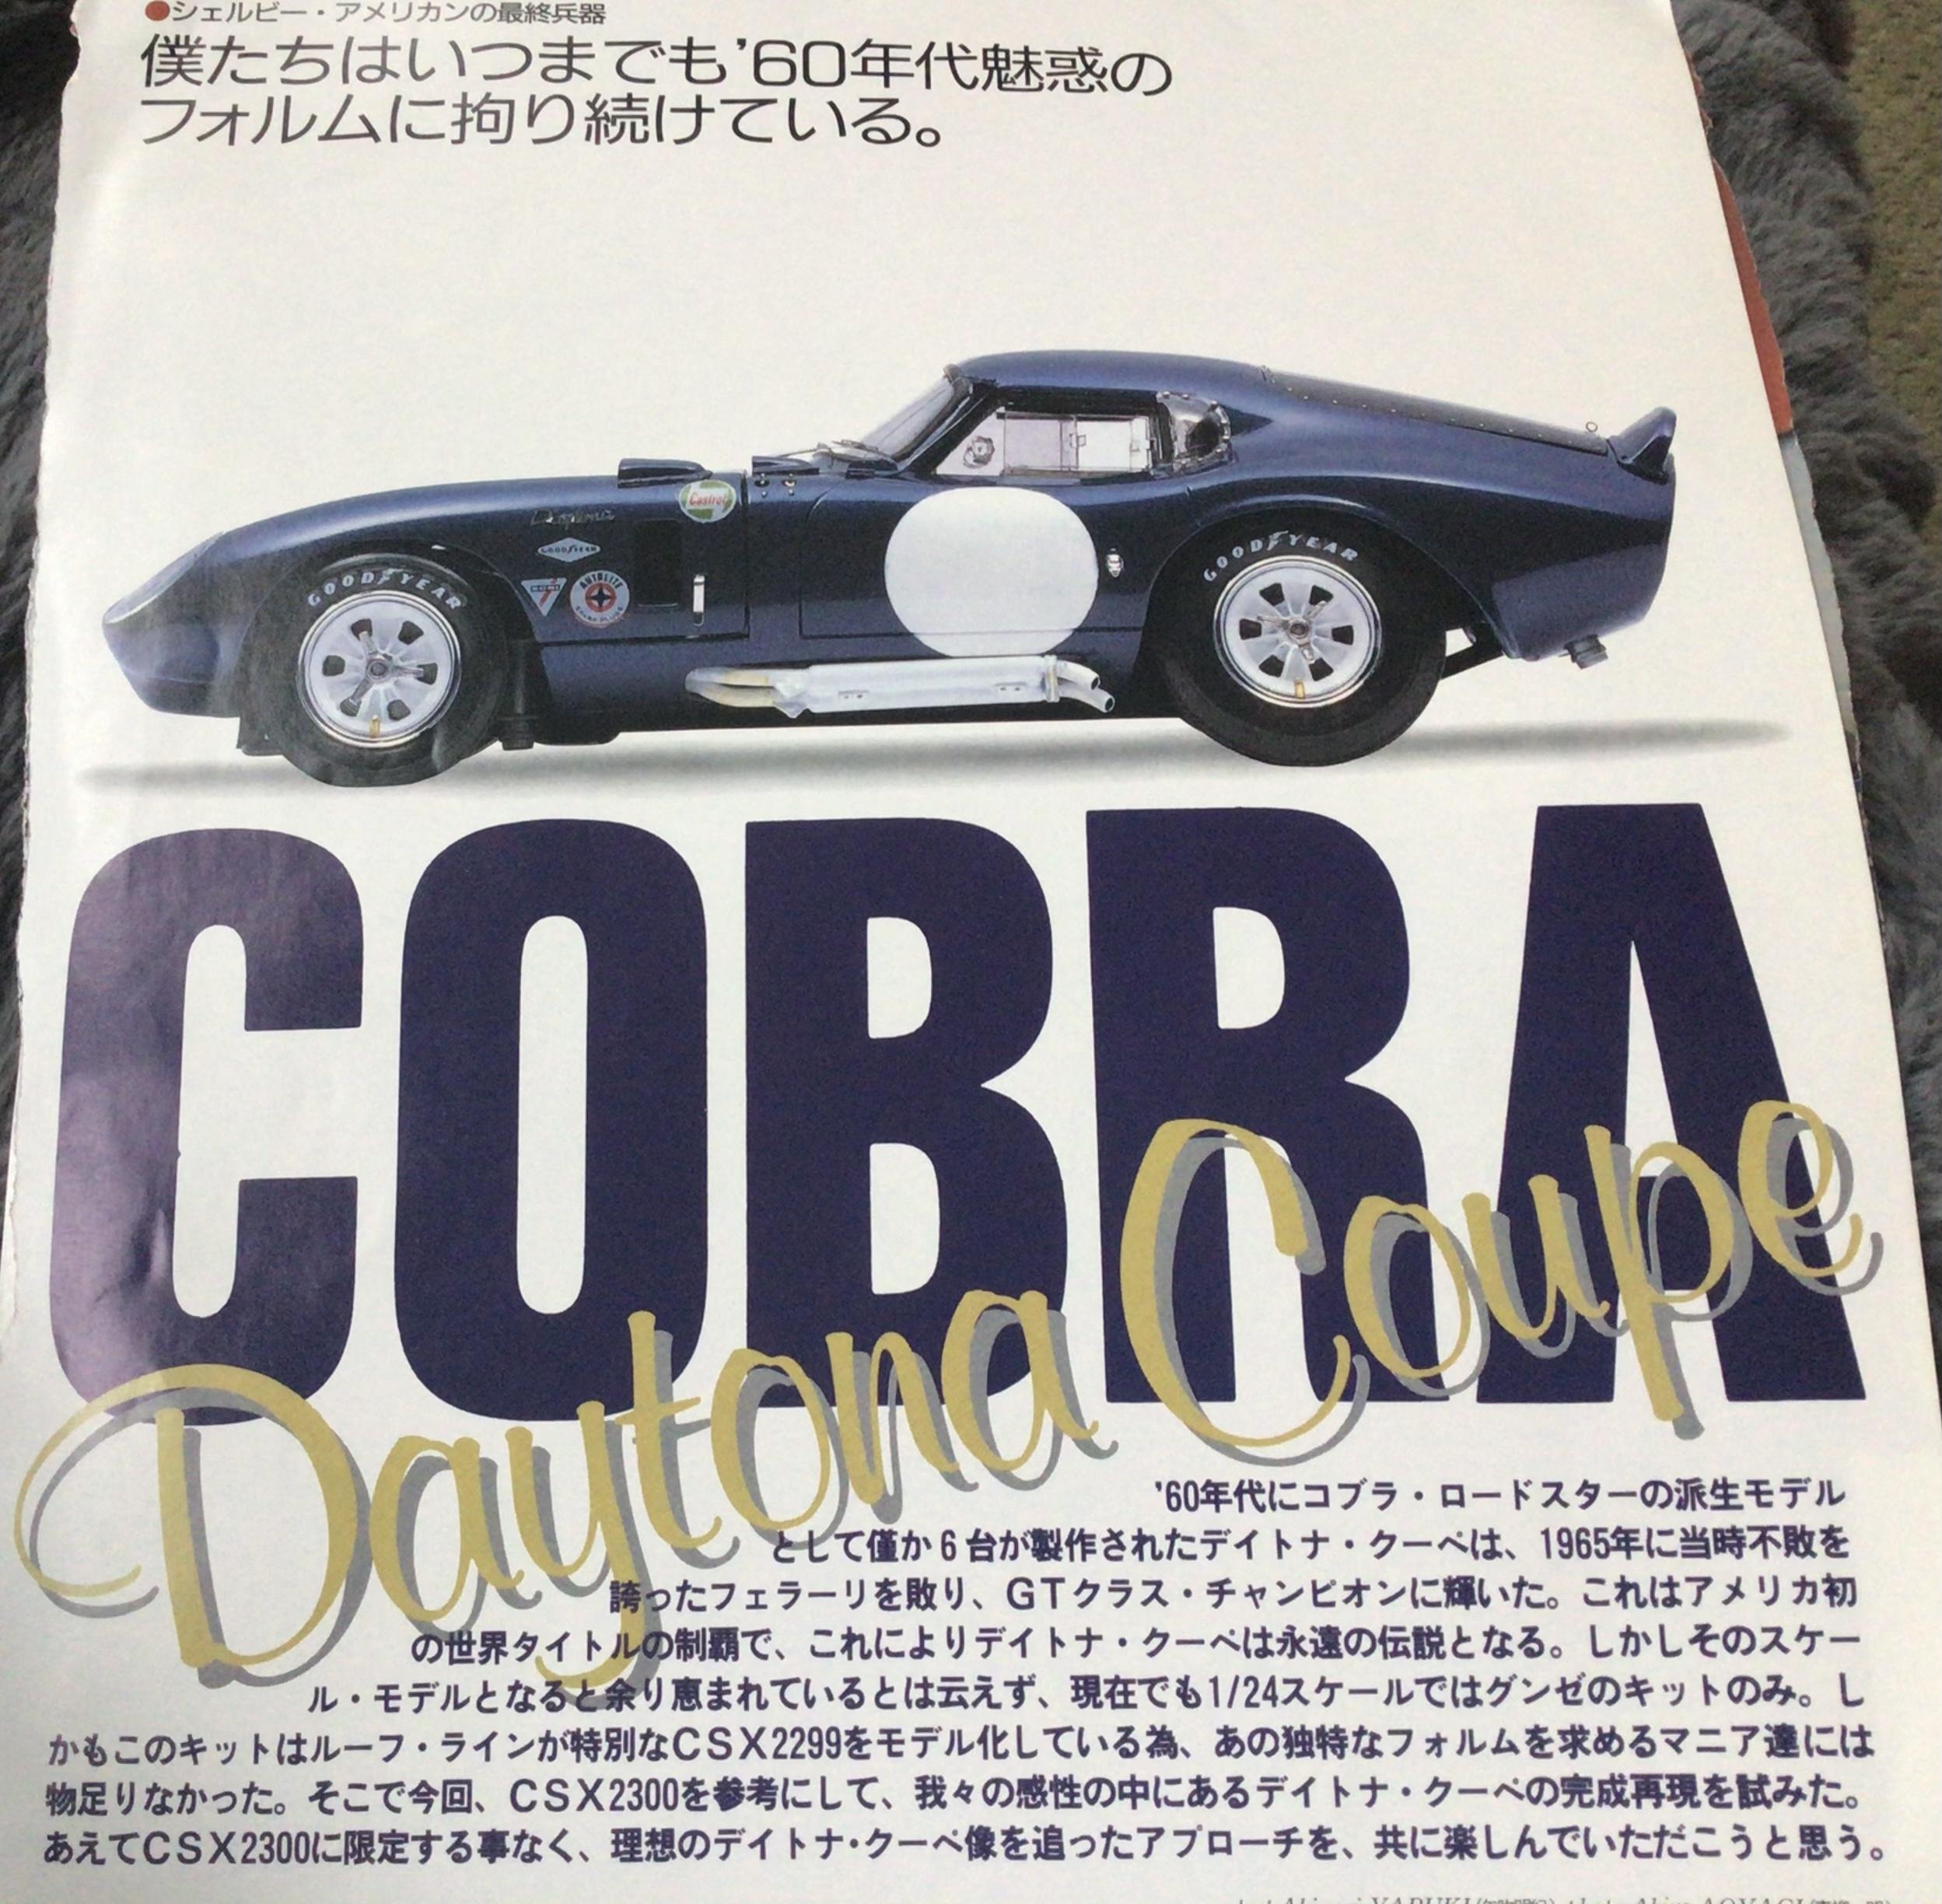 ●シェルビー・アメリカンの最終兵器
僕たちはいつまでも'60年代魅惑の
フォルムに拘り続けている。
Castrol
Daytona
GOODYEAR
AUTOLITE
GOODYEAR
GOODYEAR
COBRA
Daytona Coupe
'60年代にコブラ・ロードスターの派生モデル
として僅か6台が製作されたデイトナ・クーペは、1965年に当時不敗を
誇ったフェラーリを敗り、GTクラス・チャンピオンに輝いた。これはアメリカ初
の世界タイトルの制覇で、これによりデイトナ・クーペは永遠の伝説となる。しかしそのスケー
ル・モデルとなると余り恵まれているとは云えず、現在でも1/24スケールではグンゼのキットのみ。し
かもこのキットはルーフ・ラインが特別なCSX2299をモデル化している為、あの独特なフォルムを求めるマニア達には
物足りなかった。そこで今回、CSX2300を参考にして、我々の感性の中にあるデイトナ・クーペの完成再現を試みた。
あえてCSX2300に限定する事なく、理想のデイトナ・クーペ像を追ったアプローチを、共に楽しんでいただこうと思う。